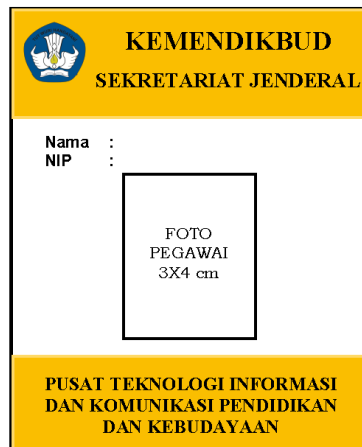 KEMENDIKBUD
SEKRETARIAT JENDERAL
Nama :
NIP :
FOTO
PEGAWAI
3X4 cm
PUSAT TEKNOLOGI INFORMASI
DAN KOMUNIKASI PENDIDIKAN
DAN KEBUDAYAAN